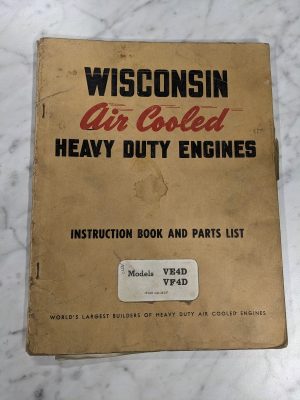 WISCONSIN
Air Cooled
HEAVY DUTY ENGINES
INSTRUCTION BOOK AND PARTS LIST
Models VE4D
VF4D
WORLD'S LARGEST BUILDERS OF HEAVY DUTY AIR COOLED ENGINES